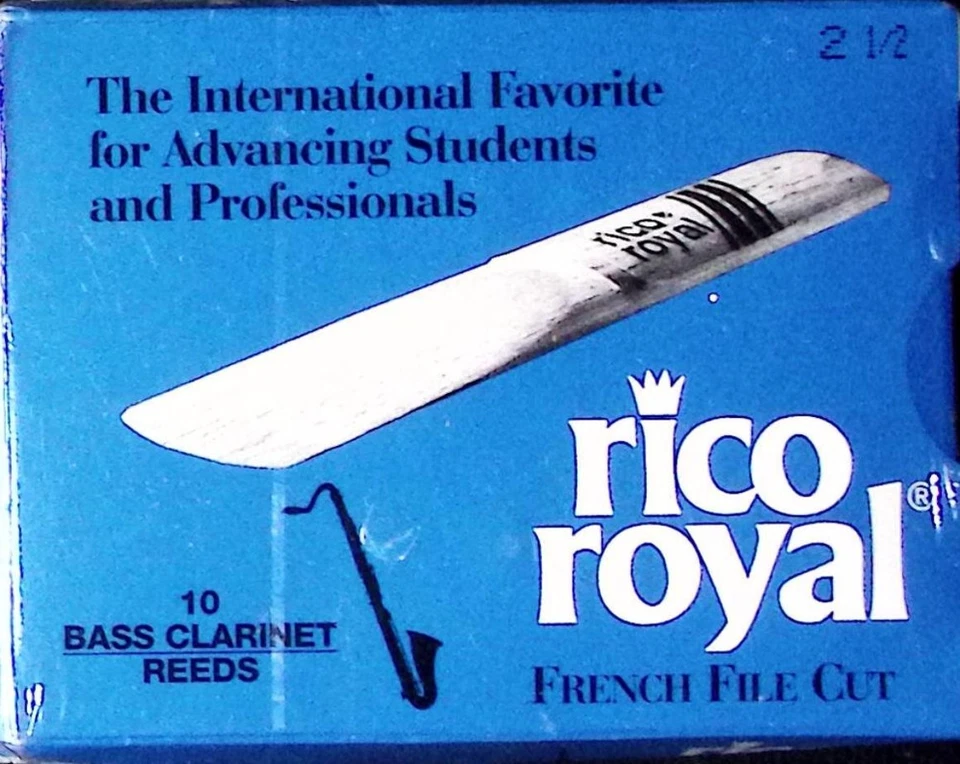 2 1/2
The International Favorite
for Advancing Students
and Professionals
rico
royal
rico
royal®
10
BASS CLARINET
REEDS
FRENCH FILE CUT